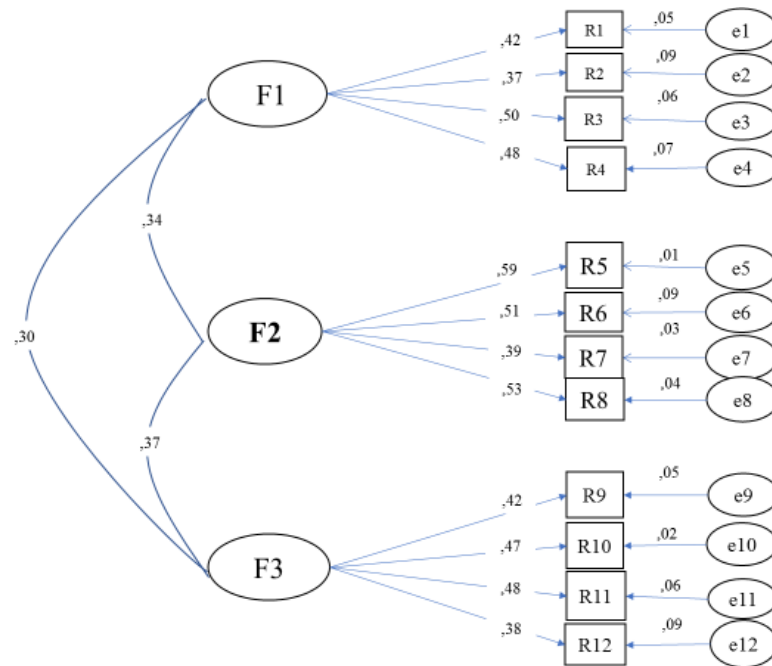 ,42 R1 ,05 e1
F1 ,37 R2 ,09 e2
,50 R3 ,06 e3
,48 R4 ,07 e4
,34
,59 R5 ,01 e5
F2 ,51 R6 ,09 e6
,30 ,39 R7 ,03 e7
,53 R8 ,04 e8
,37
,42 R9 ,05 e9
,47 R10 ,02 e10
F3 ,48 R11 ,06 e11
,38 R12 ,09 e12